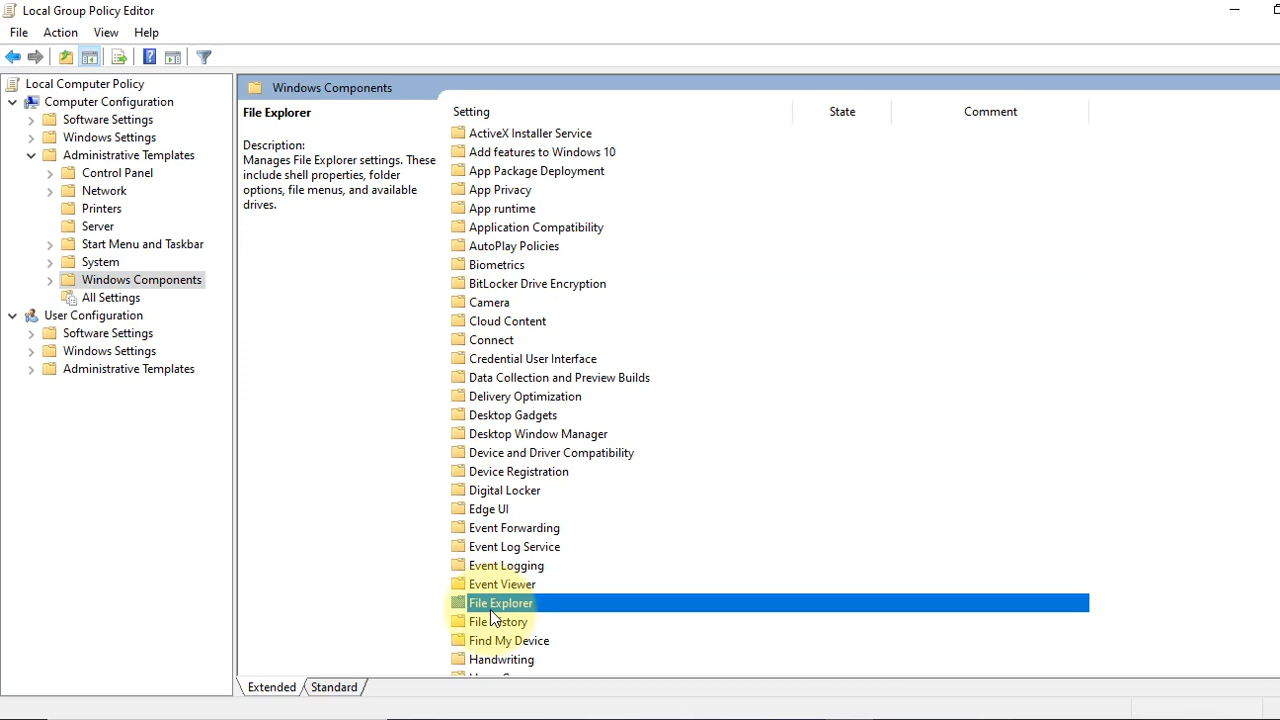 Local Group Policy Editor
File Action View Help
Local Computer Policy
Computer Configuration
Software Settings
Windows Settings
Administrative Templates
Control Panel
Network
Printers
Server
Start Menu and Taskbar
System
Windows Components
All Settings
User Configuration
Software Settings
Windows Settings
Administrative Templates
Windows Components
File Explorer
Description:
Manages File Explorer settings. These
include shell properties, folder
options, file menus, and available
drives.
Setting State Comment
ActiveX Installer Service
Add features to Windows 10
App Package Deployment
App Privacy
App runtime
Application Compatibility
AutoPlay Policies
Biometrics
BitLocker Drive Encryption
Camera
Cloud Content
Connect
Credential User Interface
Data Collection and Preview Builds
Delivery Optimization
Desktop Gadgets
Desktop Window Manager
Device and Driver Compatibility
Device Registration
Digital Locker
Edge UI
Event Forwarding
Event Log Service
Event Logging
Event Viewer
File Explorer
File History
Find My Device
Handwriting
Extended Standard